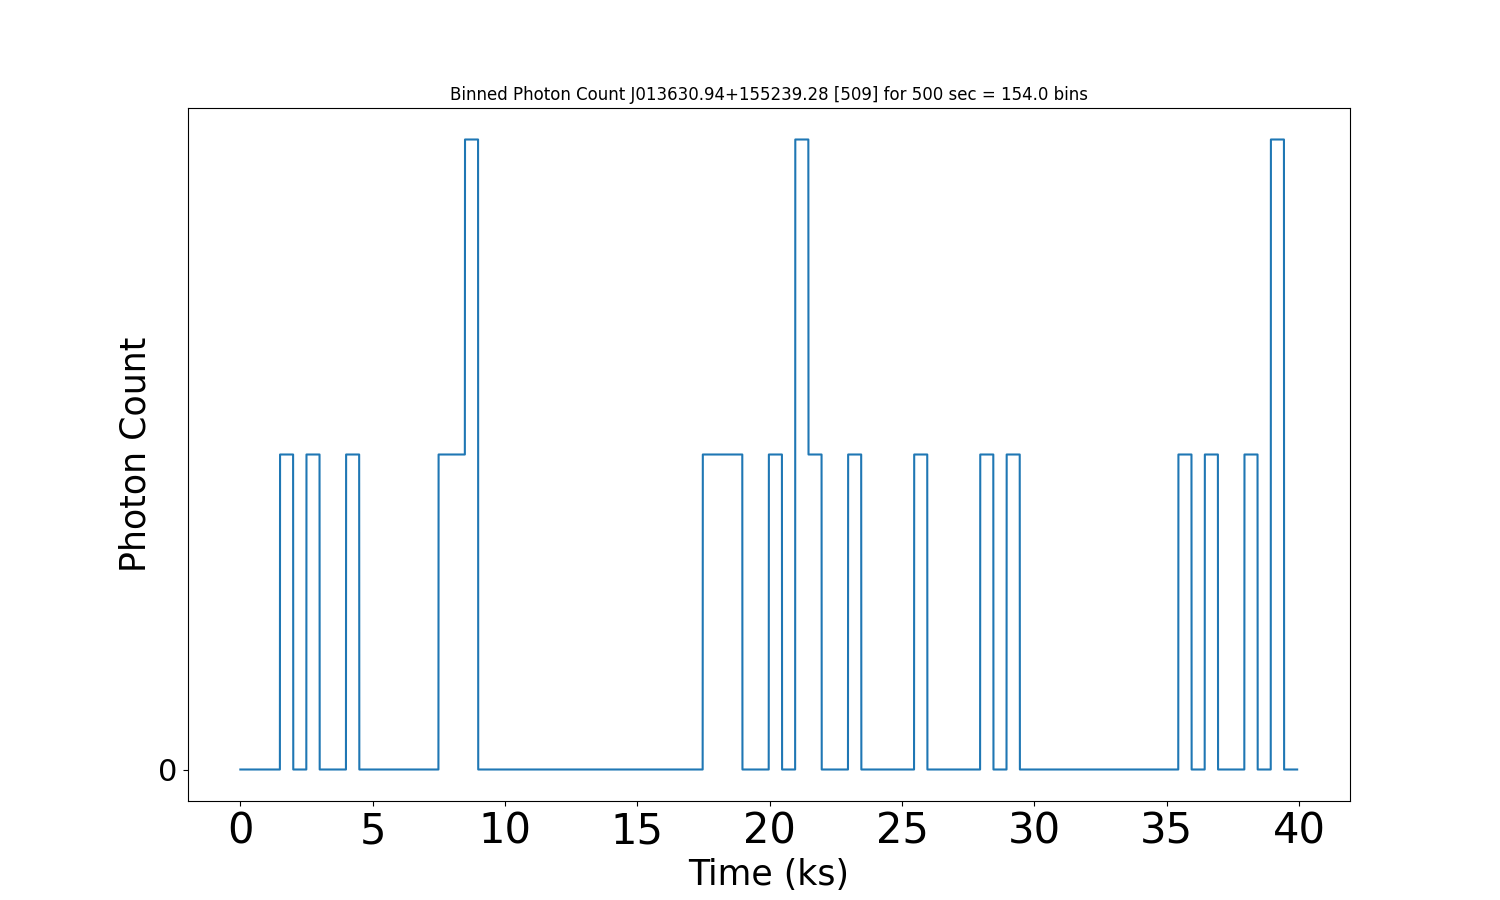 Binned Photon Count J013630.94+155239.28 [509] for 500 sec = 154.0 bins
Photon Count
0
0 5 10 15 20 25 30 35 40
Time (ks)